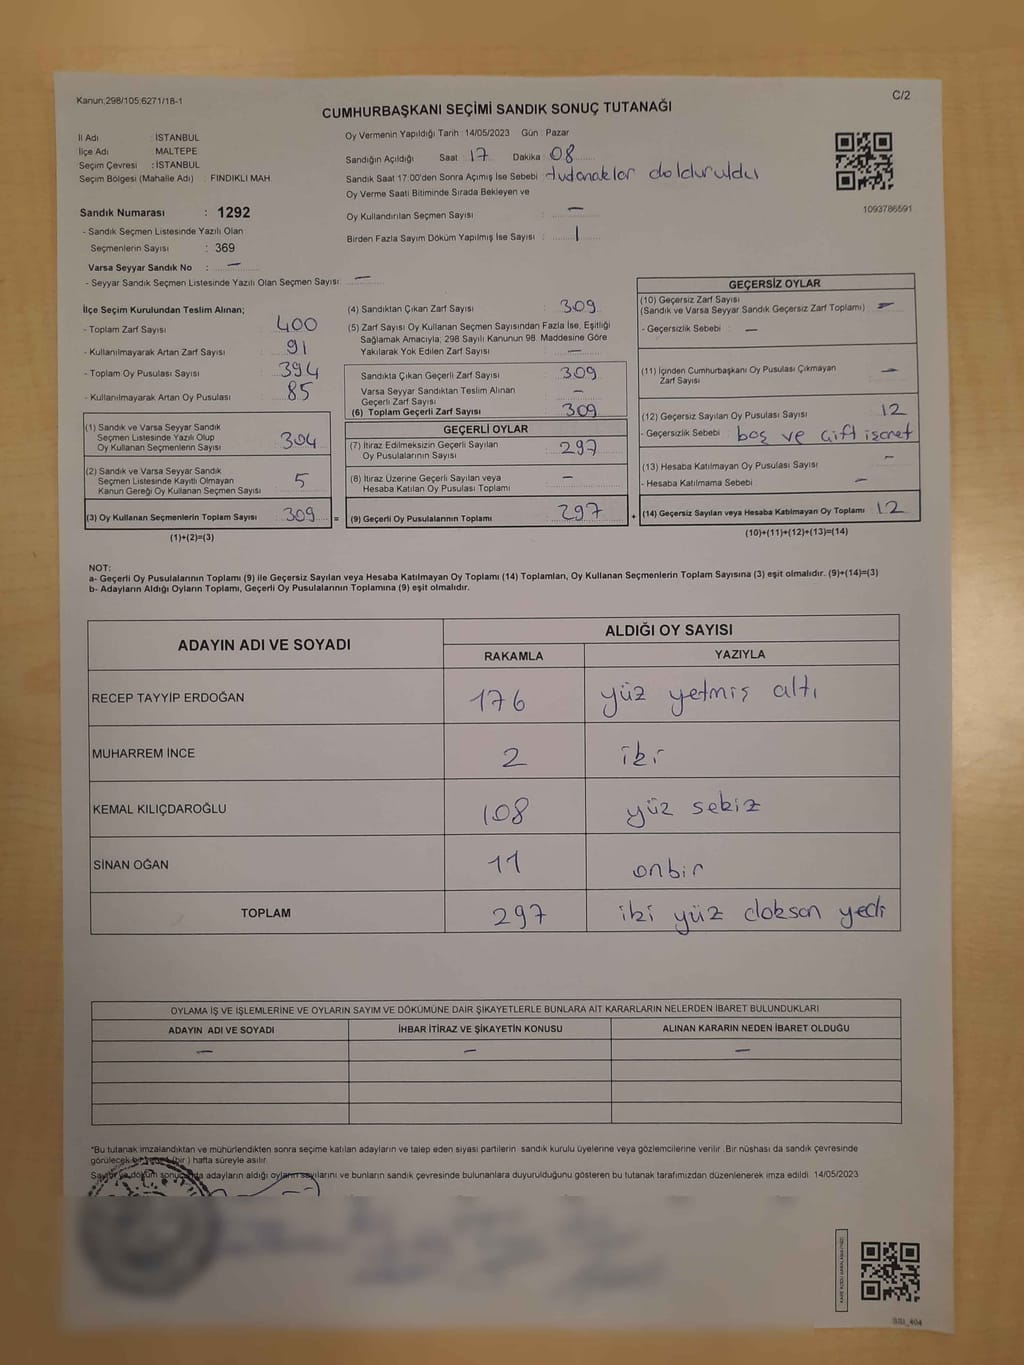 Kanun;298/105;6271/18-1
C/2
CUMHURBAŞKANI SEÇİMİ SANDIK SONUÇ TUTANAĞI
İl Adı : İSTANBUL
İlçe Adı : MALTEPE
Seçim Çevresi : İSTANBUL
Seçim Bölgesi (Mahalle Adı) : FINDIKLI MAH
Oy Vermenin Yapıldığı Tarih : 14/05/2023 Gün : Pazar
Sandığın Açıldığı Saat : 17 Dakika : 08
Sandık Saat 17:00'den Sonra Açımış İse Sebebi : tutanaklar dolduruldu
Oy Verme Saati Bitiminde Sırada Bekleyen ve
Oy Kullandırılan Seçmen Sayısı : —
Birden Fazla Sayım Döküm Yapılmış İse Sayısı : 1
1093786591
Sandık Numarası : 1292
- Sandık Seçmen Listesinde Yazılı Olan
Seçmenlerin Sayısı : 369
Varsa Seyyar Sandık No : —
- Seyyar Sandık Seçmen Listesinde Yazılı Olan Seçmen Sayısı: —
İlçe Seçim Kurulundan Teslim Alınan;
- Toplam Zarf Sayısı : 400
- Kullanılmayarak Artan Zarf Sayısı : 91
- Toplam Oy Pusulası Sayısı : 394
- Kullanılmayarak Artan Oy Pusulası : 85
(1) Sandık ve Varsa Seyyar Sandık
Seçmen Listesinde Yazılı Olup
Oy Kullanan Seçmenlerin Sayısı : 304
(2) Sandık ve Varsa Seyyar Sandık
Seçmen Listesinde Kayıtlı Olmayan
Kanun Gereği Oy Kullanan Seçmen Sayısı : 5
(3) Oy Kullanan Seçmenlerin Toplam Sayısı : 309
(1)+(2)=(3)
(4) Sandıktan Çıkan Zarf Sayısı : 309
(5) Zarf Sayısı Oy Kullanan Seçmen Sayısından Fazla İse, Eşitliği
Sağlamak Amacıyla; 298 Sayılı Kanunun 98. Maddesine Göre
Yakılarak Yok Edilen Zarf Sayısı : —
Sandıkta Çıkan Geçerli Zarf Sayısı : 309
Varsa Seyyar Sandıktan Teslim Alınan
Geçerli Zarf Sayısı : —
(6) Toplam Geçerli Zarf Sayısı : 309
GEÇERLİ OYLAR
(7) İtiraz Edilmeksizin Geçerli Sayılan
Oy Pusulalarının Sayısı : 297
(8) İtiraz Üzerine Geçerli Sayılan veya
Hesaba Katılan Oy Pusulası Toplamı : —
= (9) Geçerli Oy Pusulalarının Toplamı : 297
GEÇERSİZ OYLAR
(10) Geçersiz Zarf Sayısı
(Sandık ve Varsa Seyyar Sandık Geçersiz Zarf Toplamı) : —
- Geçersizlik Sebebi : —
(11) İçinden Cumhurbaşkanı Oy Pusulası Çıkmayan
Zarf Sayısı : —
(12) Geçersiz Sayılan Oy Pusulası Sayısı : 12
- Geçersizlik Sebebi : boş ve çift işaret
(13) Hesaba Katılmayan Oy Pusulası Sayısı : —
- Hesaba Katılmama Sebebi : —
+ (14) Geçersiz Sayılan veya Hesaba Katılmayan Oy Toplamı : 12
(10)+(11)+(12)+(13)=(14)
NOT:
a- Geçerli Oy Pusulalarının Toplamı (9) ile Geçersiz Sayılan veya Hesaba Katılmayan Oy Toplamı (14) Toplamları, Oy Kullanan Seçmenlerin Toplam Sayısına (3) eşit olmalıdır. (9)+(14)=(3)
b- Adayların Aldığı Oyların Toplamı, Geçerli Oy Pusulalarının Toplamına (9) eşit olmalıdır.
ADAYIN ADI VE SOYADI
ALDIĞI OY SAYISI
RAKAMLA YAZIYLA
RECEP TAYYİP ERDOĞAN 176 yüz yetmiş altı
MUHARREM İNCE 2 iki
KEMAL KILIÇDAROĞLU 108 yüz sekiz
SİNAN OĞAN 11 onbir
TOPLAM 297 iki yüz doksan yedi
OYLAMA İŞ VE İŞLEMLERİNE VE OYLARIN SAYIM VE DÖKÜMÜNE DAİR ŞİKAYETLERLE BUNLARA AİT KARARLARIN NELERDEN İBARET BULUNDUKLARI
ADAYIN ADI VE SOYADI İHBAR İTİRAZ VE ŞİKAYETİN KONUSU ALINAN KARARIN NEDEN İBARET OLDUĞU
— — —
*Bu tutanak imzalandıktan ve mühürlendikten sonra seçime katılan adayların ve talep eden siyasi partilerin sandık kurulu üyelerine veya gözlemcilerine verilir. Bir nüshası da sandık çevresinde
görülecek bir (bir) hafta süreyle asılır.
adayların aldığı oyların sayılarını ve bunların sandık çevresinde bulunanlara duyurulduğunu gösteren bu tutanak tarafımızdan düzenlenerek imza edildi. 14/05/2023